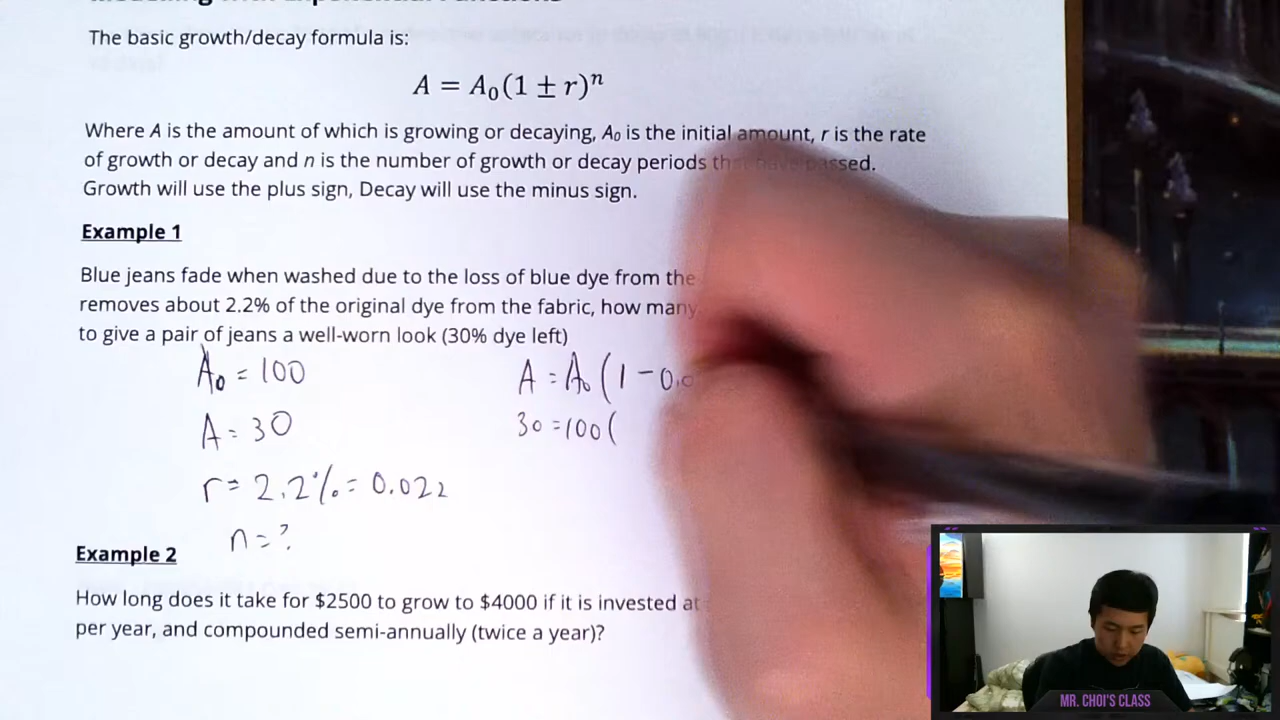 The basic growth/decay formula is:
A = A₀(1 ± r)ⁿ
Where A is the amount of which is growing or decaying, A₀ is the initial amount, r is the rate
of growth or decay and n is the number of growth or decay periods that have passed.
Growth will use the plus sign, Decay will use the minus sign.
Example 1
Blue jeans fade when washed due to the loss of blue dye from the
removes about 2.2% of the original dye from the fabric, how many
to give a pair of jeans a well-worn look (30% dye left)
A₀ = 100
A = 30
r = 2.2% = 0.022
n = ?
A = A₀ (1 - 0.0
30 = 100 (
Example 2
How long does it take for $2500 to grow to $4000 if it is invested at
per year, and compounded semi-annually (twice a year)?
MR. CHOI'S CLASS